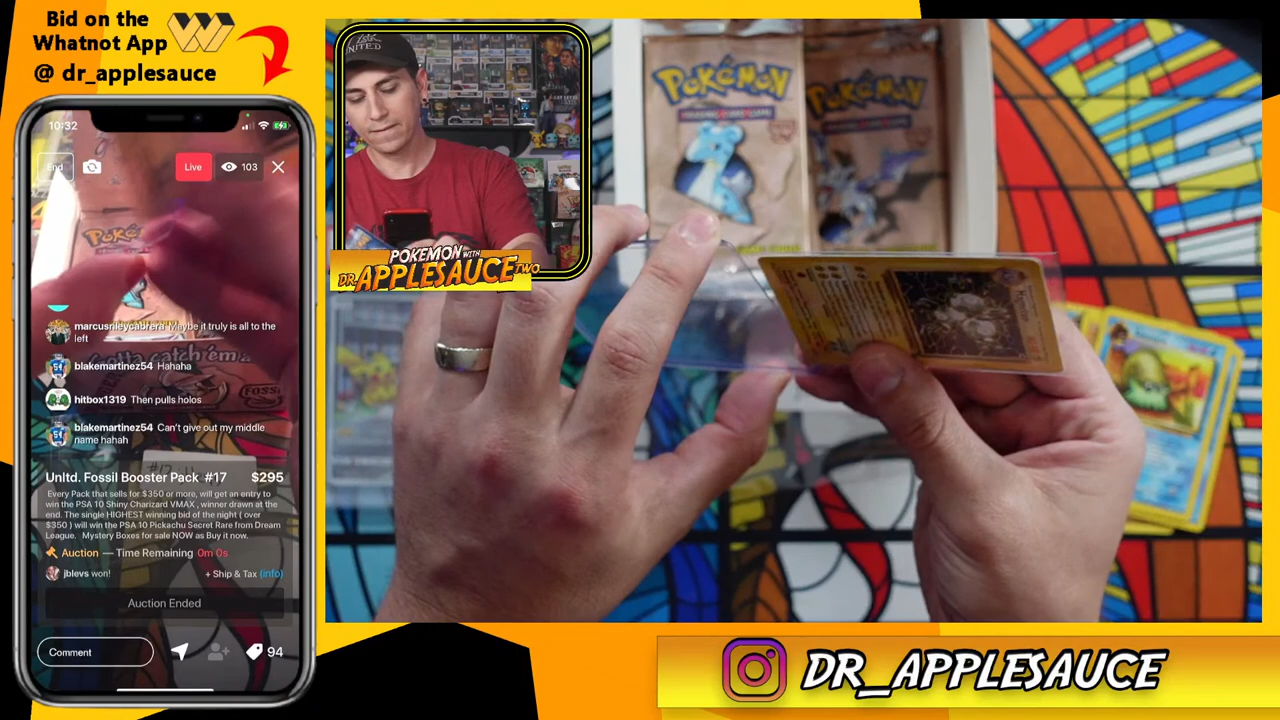 Bid on the
Whatnot App
@ dr_applesauce
10:32
End
Live
103
marcusrileycabrera Maybe it truly is all to the
left
blakemartinez54 Hahaha
hitbox1319 Then pulls holos
blakemartinez54 Can't give out my middle
name hahah
Unltd. Fossil Booster Pack #17 $295
Every Pack that sells for $350 or more, will get an entry to
win the PSA 10 Shiny Charizard VMAX , winner drawn at the
end. The single HIGHEST winning bid of the night ( over
$350 ) will win the PSA 10 Pickachu Secret Rare from Dream
League. Mystery Boxes for sale NOW as Buy it now.
Auction — Time Remaining 0m 0s
jblevs won!
+ Ship & Tax (info)
Auction Ended
Comment
94
UNITED
POKEMON WITH
DR. APPLESAUCE TWO
POKéMON
POKéMON
DR_APPLESAUCE